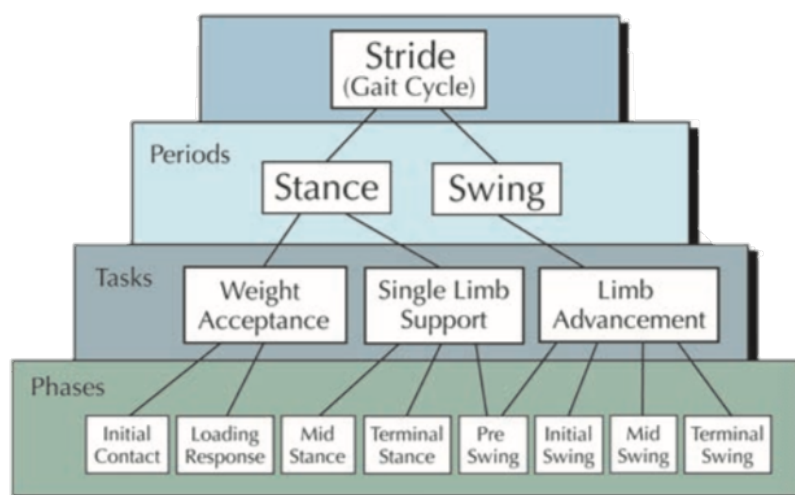 Stride
(Gait Cycle)
Periods
Stance
Swing
Tasks
Weight
Acceptance
Single Limb
Support
Limb
Advancement
Phases
Initial
Contact
Loading
Response
Mid
Stance
Terminal
Stance
Pre
Swing
Initial
Swing
Mid
Swing
Terminal
Swing